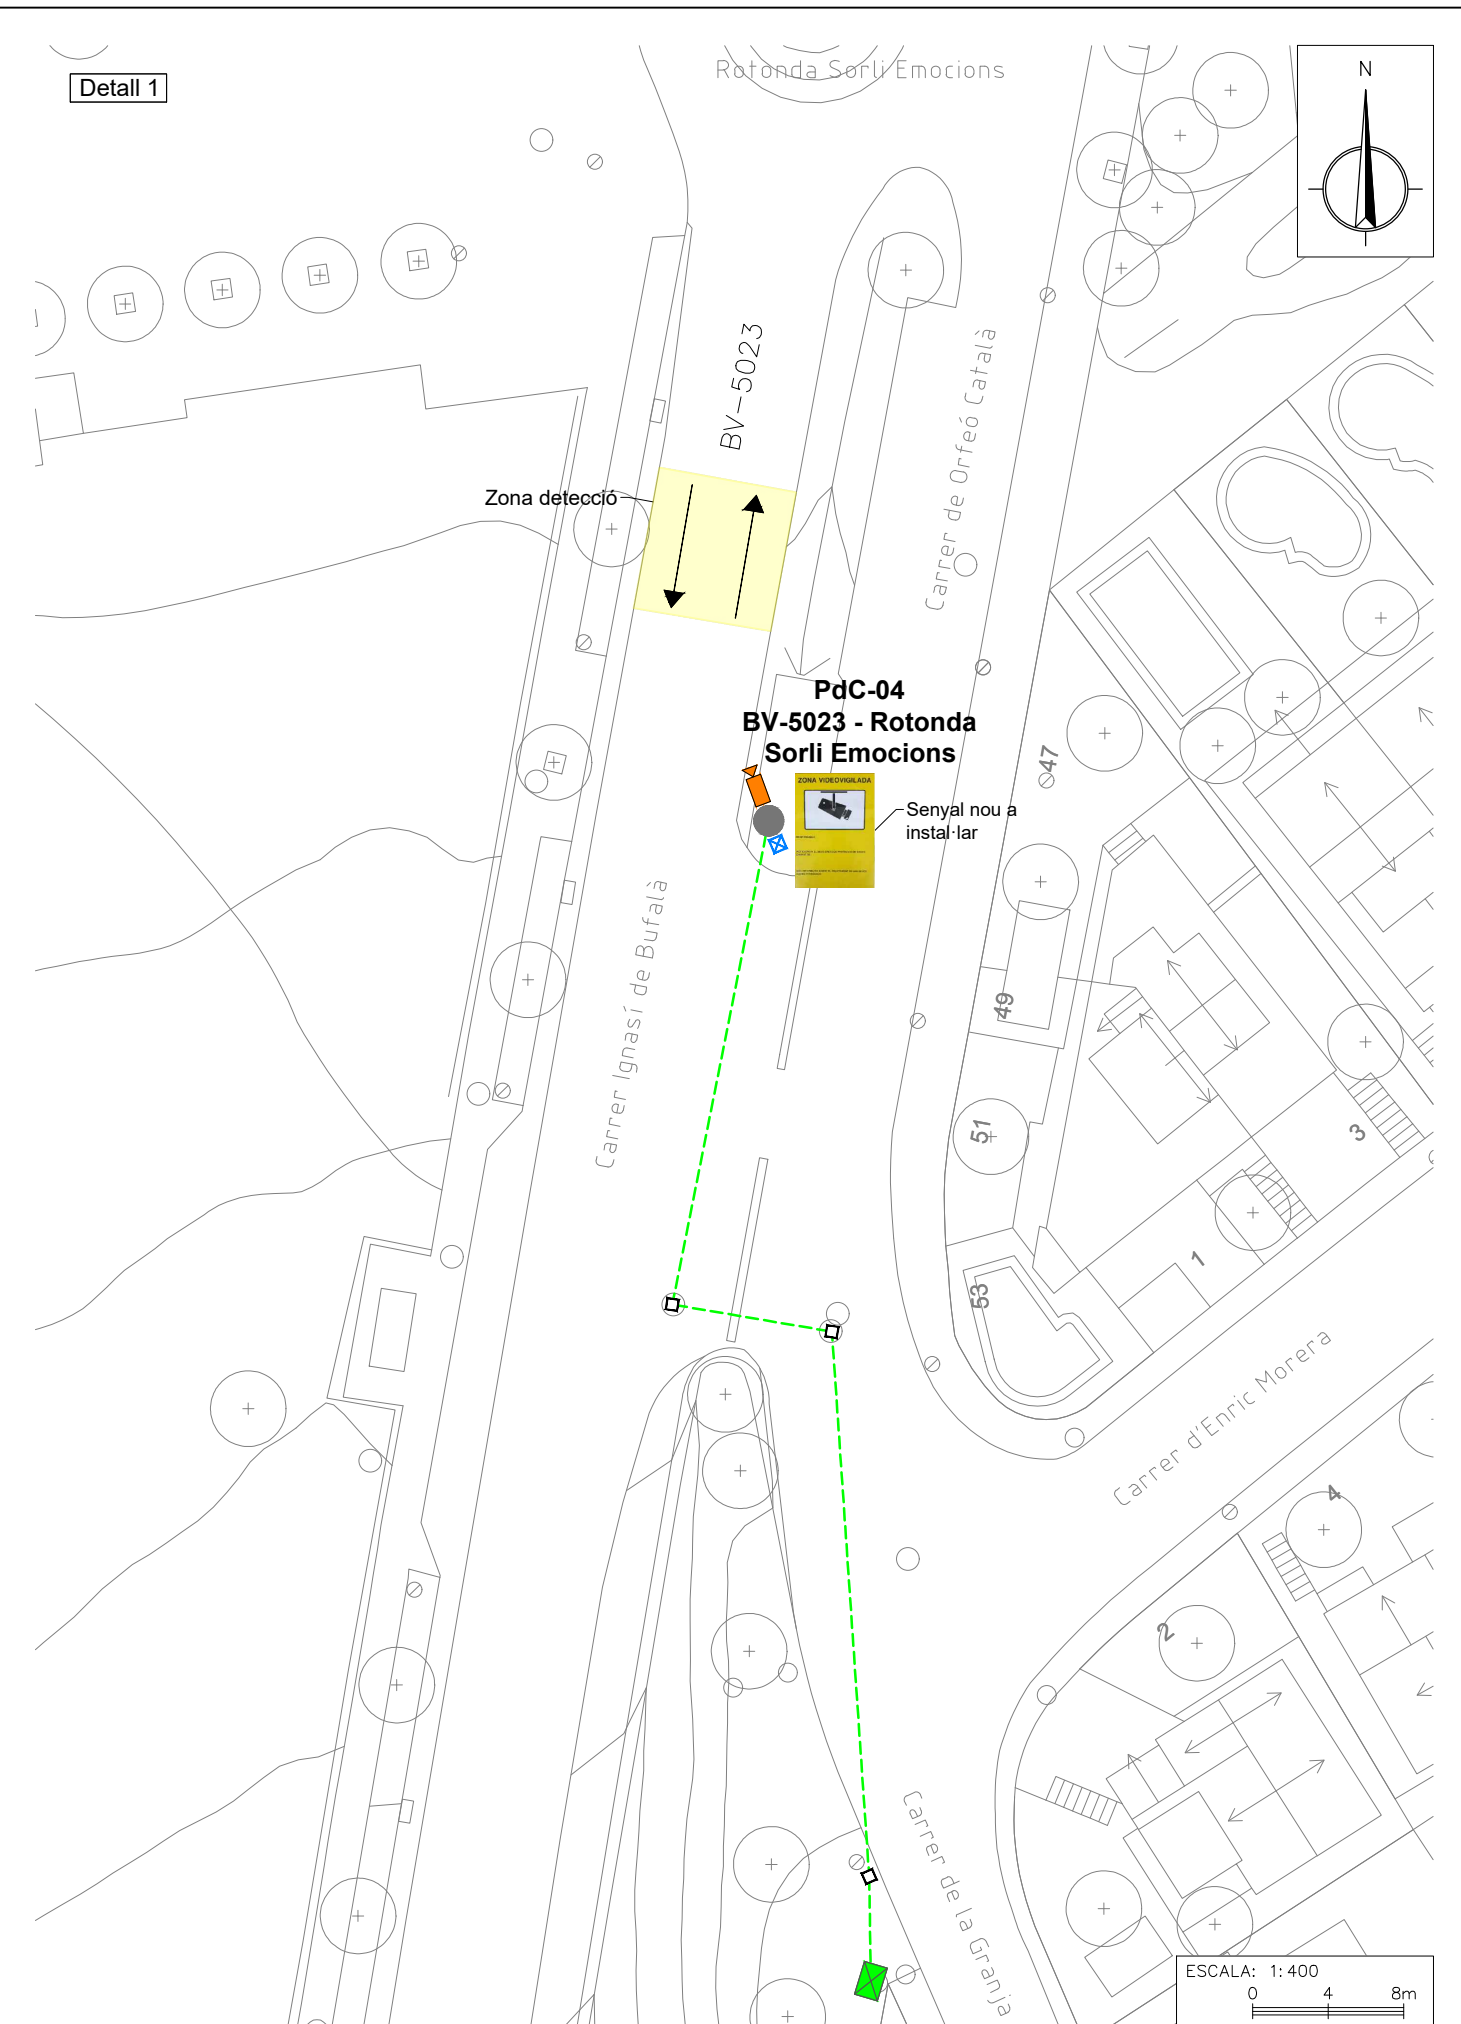 Rotonda Sorli Emocions
Detall 1
N
BV-5023
Carrer de Orfeó Català
Zona detecció
PdC-04
BV-5023 - Rotonda
Sorli Emocions
ZONA VIDEOVIGILADA
Senyal nou a
instal·lar
47
Carrer Ignasí de Bufalà
49
51
3
1
53
Carrer d'Enric Morera
4
2
Carrer de la Granja
ESCALA: 1:400
0 4 8m